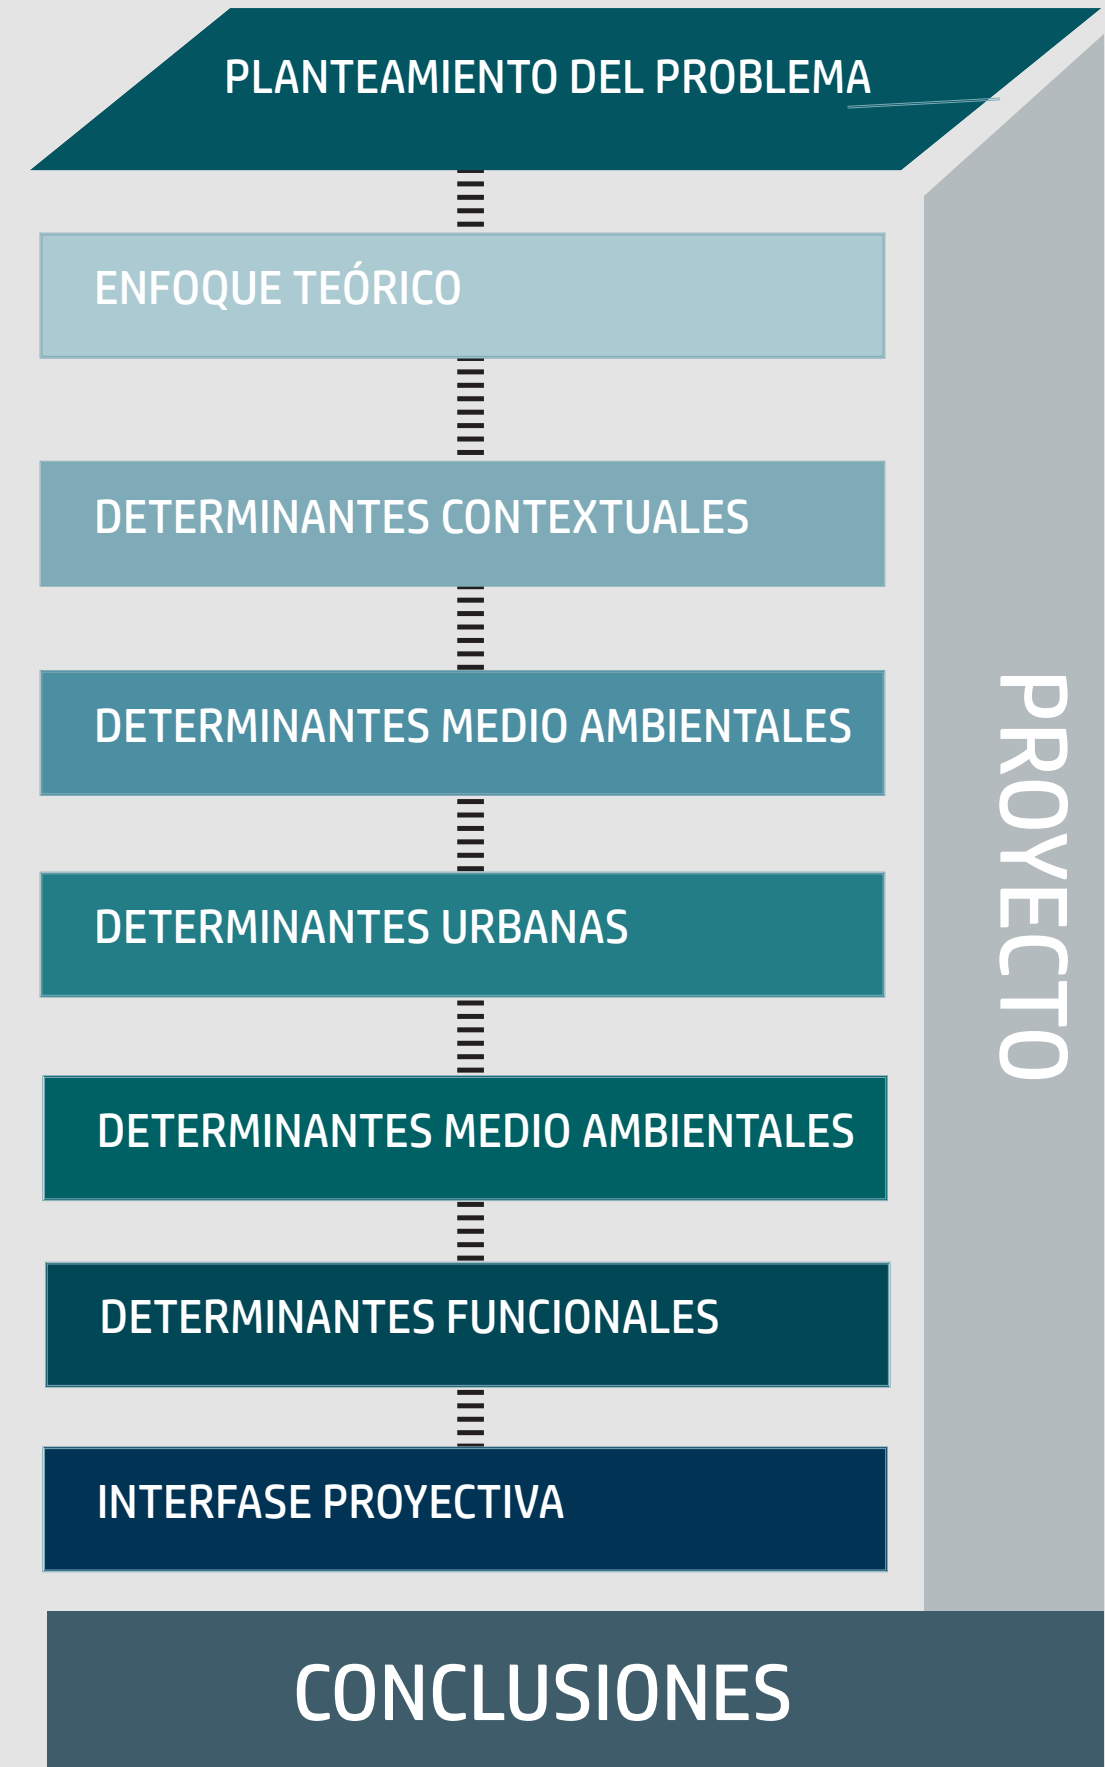 PLANTEAMIENTO DEL PROBLEMA
ENFOQUE TEÓRICO
DETERMINANTES CONTEXTUALES
DETERMINANTES MEDIO AMBIENTALES
DETERMINANTES URBANAS
DETERMINANTES MEDIO AMBIENTALES
DETERMINANTES FUNCIONALES
INTERFASE PROYECTIVA
PROYECTO
CONCLUSIONES